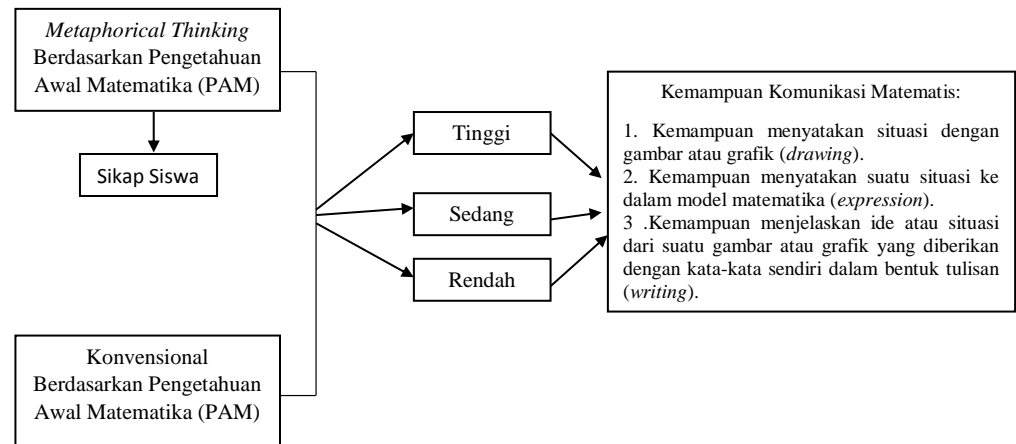 Metaphorical Thinking
Berdasarkan Pengetahuan
Awal Matematika (PAM)
Sikap Siswa
Konvensional
Berdasarkan Pengetahuan
Awal Matematika (PAM)
Tinggi
Sedang
Rendah
Kemampuan Komunikasi Matematis:
1. Kemampuan menyatakan situasi dengan
gambar atau grafik (drawing).
2. Kemampuan menyatakan suatu situasi ke
dalam model matematika (expression).
3 .Kemampuan menjelaskan ide atau situasi
dari suatu gambar atau grafik yang diberikan
dengan kata-kata sendiri dalam bentuk tulisan
(writing).